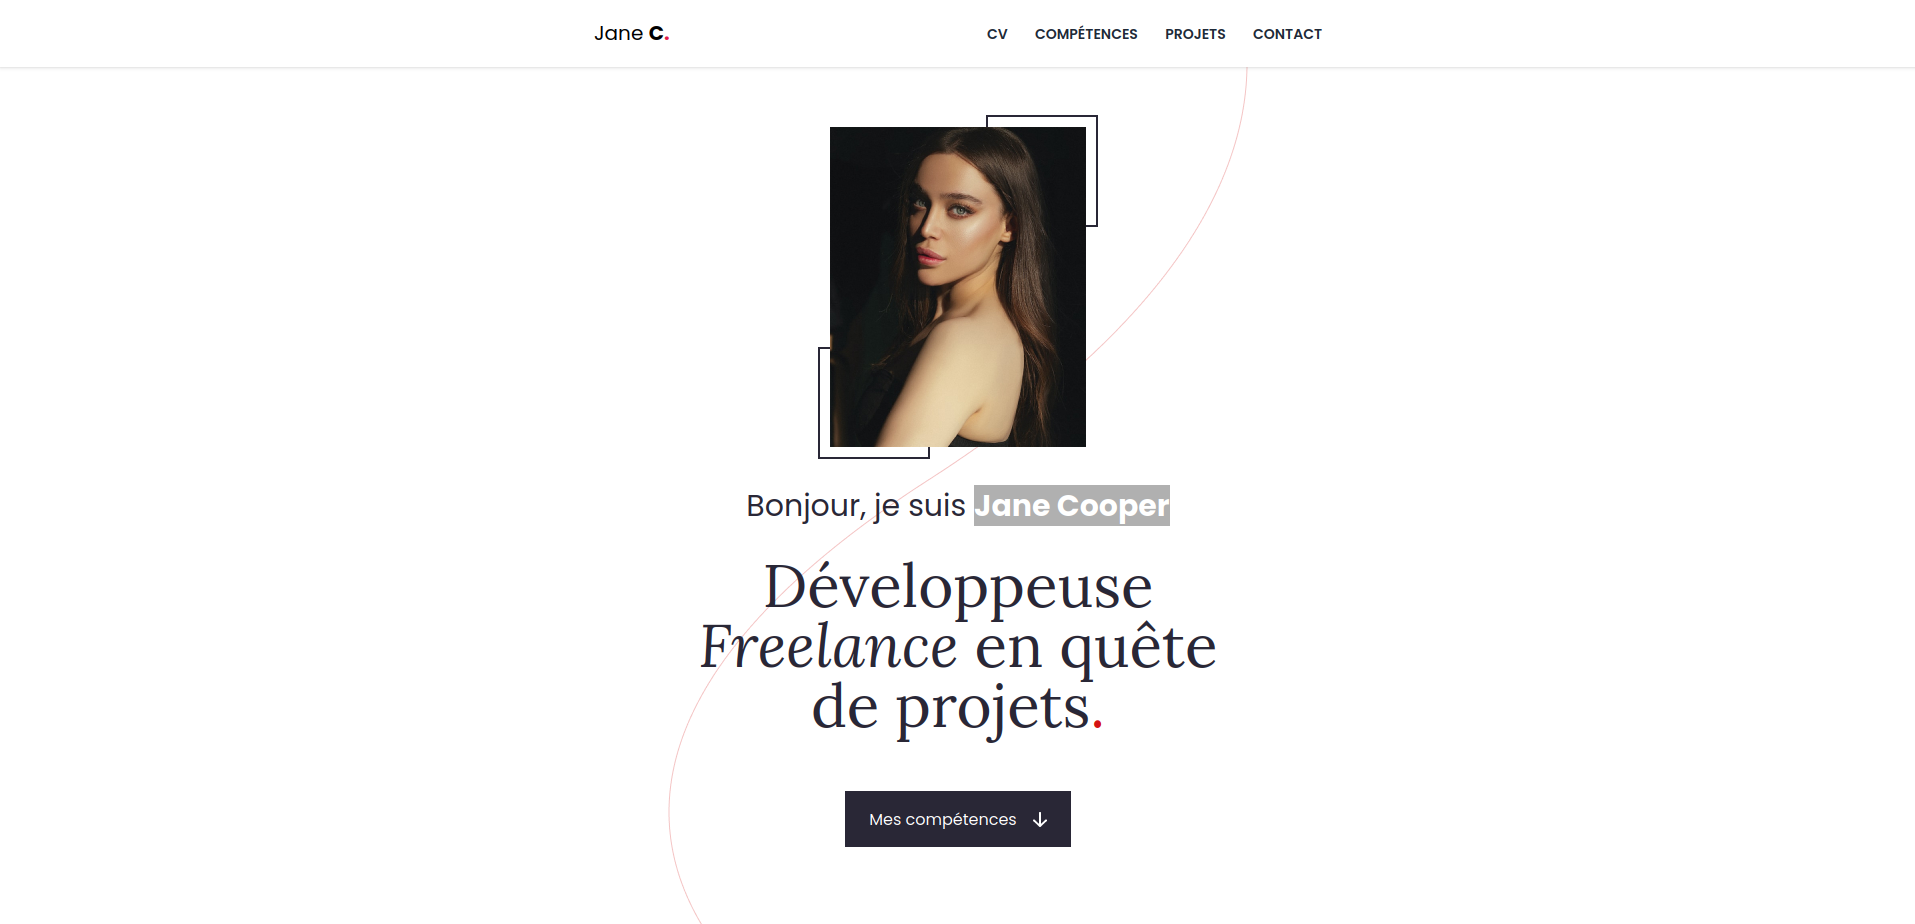 Jane C.
CV COMPÉTENCES PROJETS CONTACT
Bonjour, je suis Jane Cooper
Développeuse
Freelance en quête
de projets.
Mes compétences